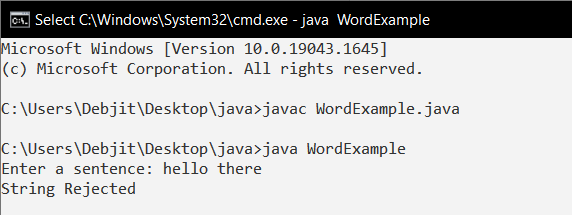 Select C:\Windows\System32\cmd.exe - java  WordExample
Microsoft Windows [Version 10.0.19043.1645]
(c) Microsoft Corporation. All rights reserved.
C:\Users\Debjit\Desktop\java>javac WordExample.java
C:\Users\Debjit\Desktop\java>java WordExample
Enter a sentence: hello there
String Rejected